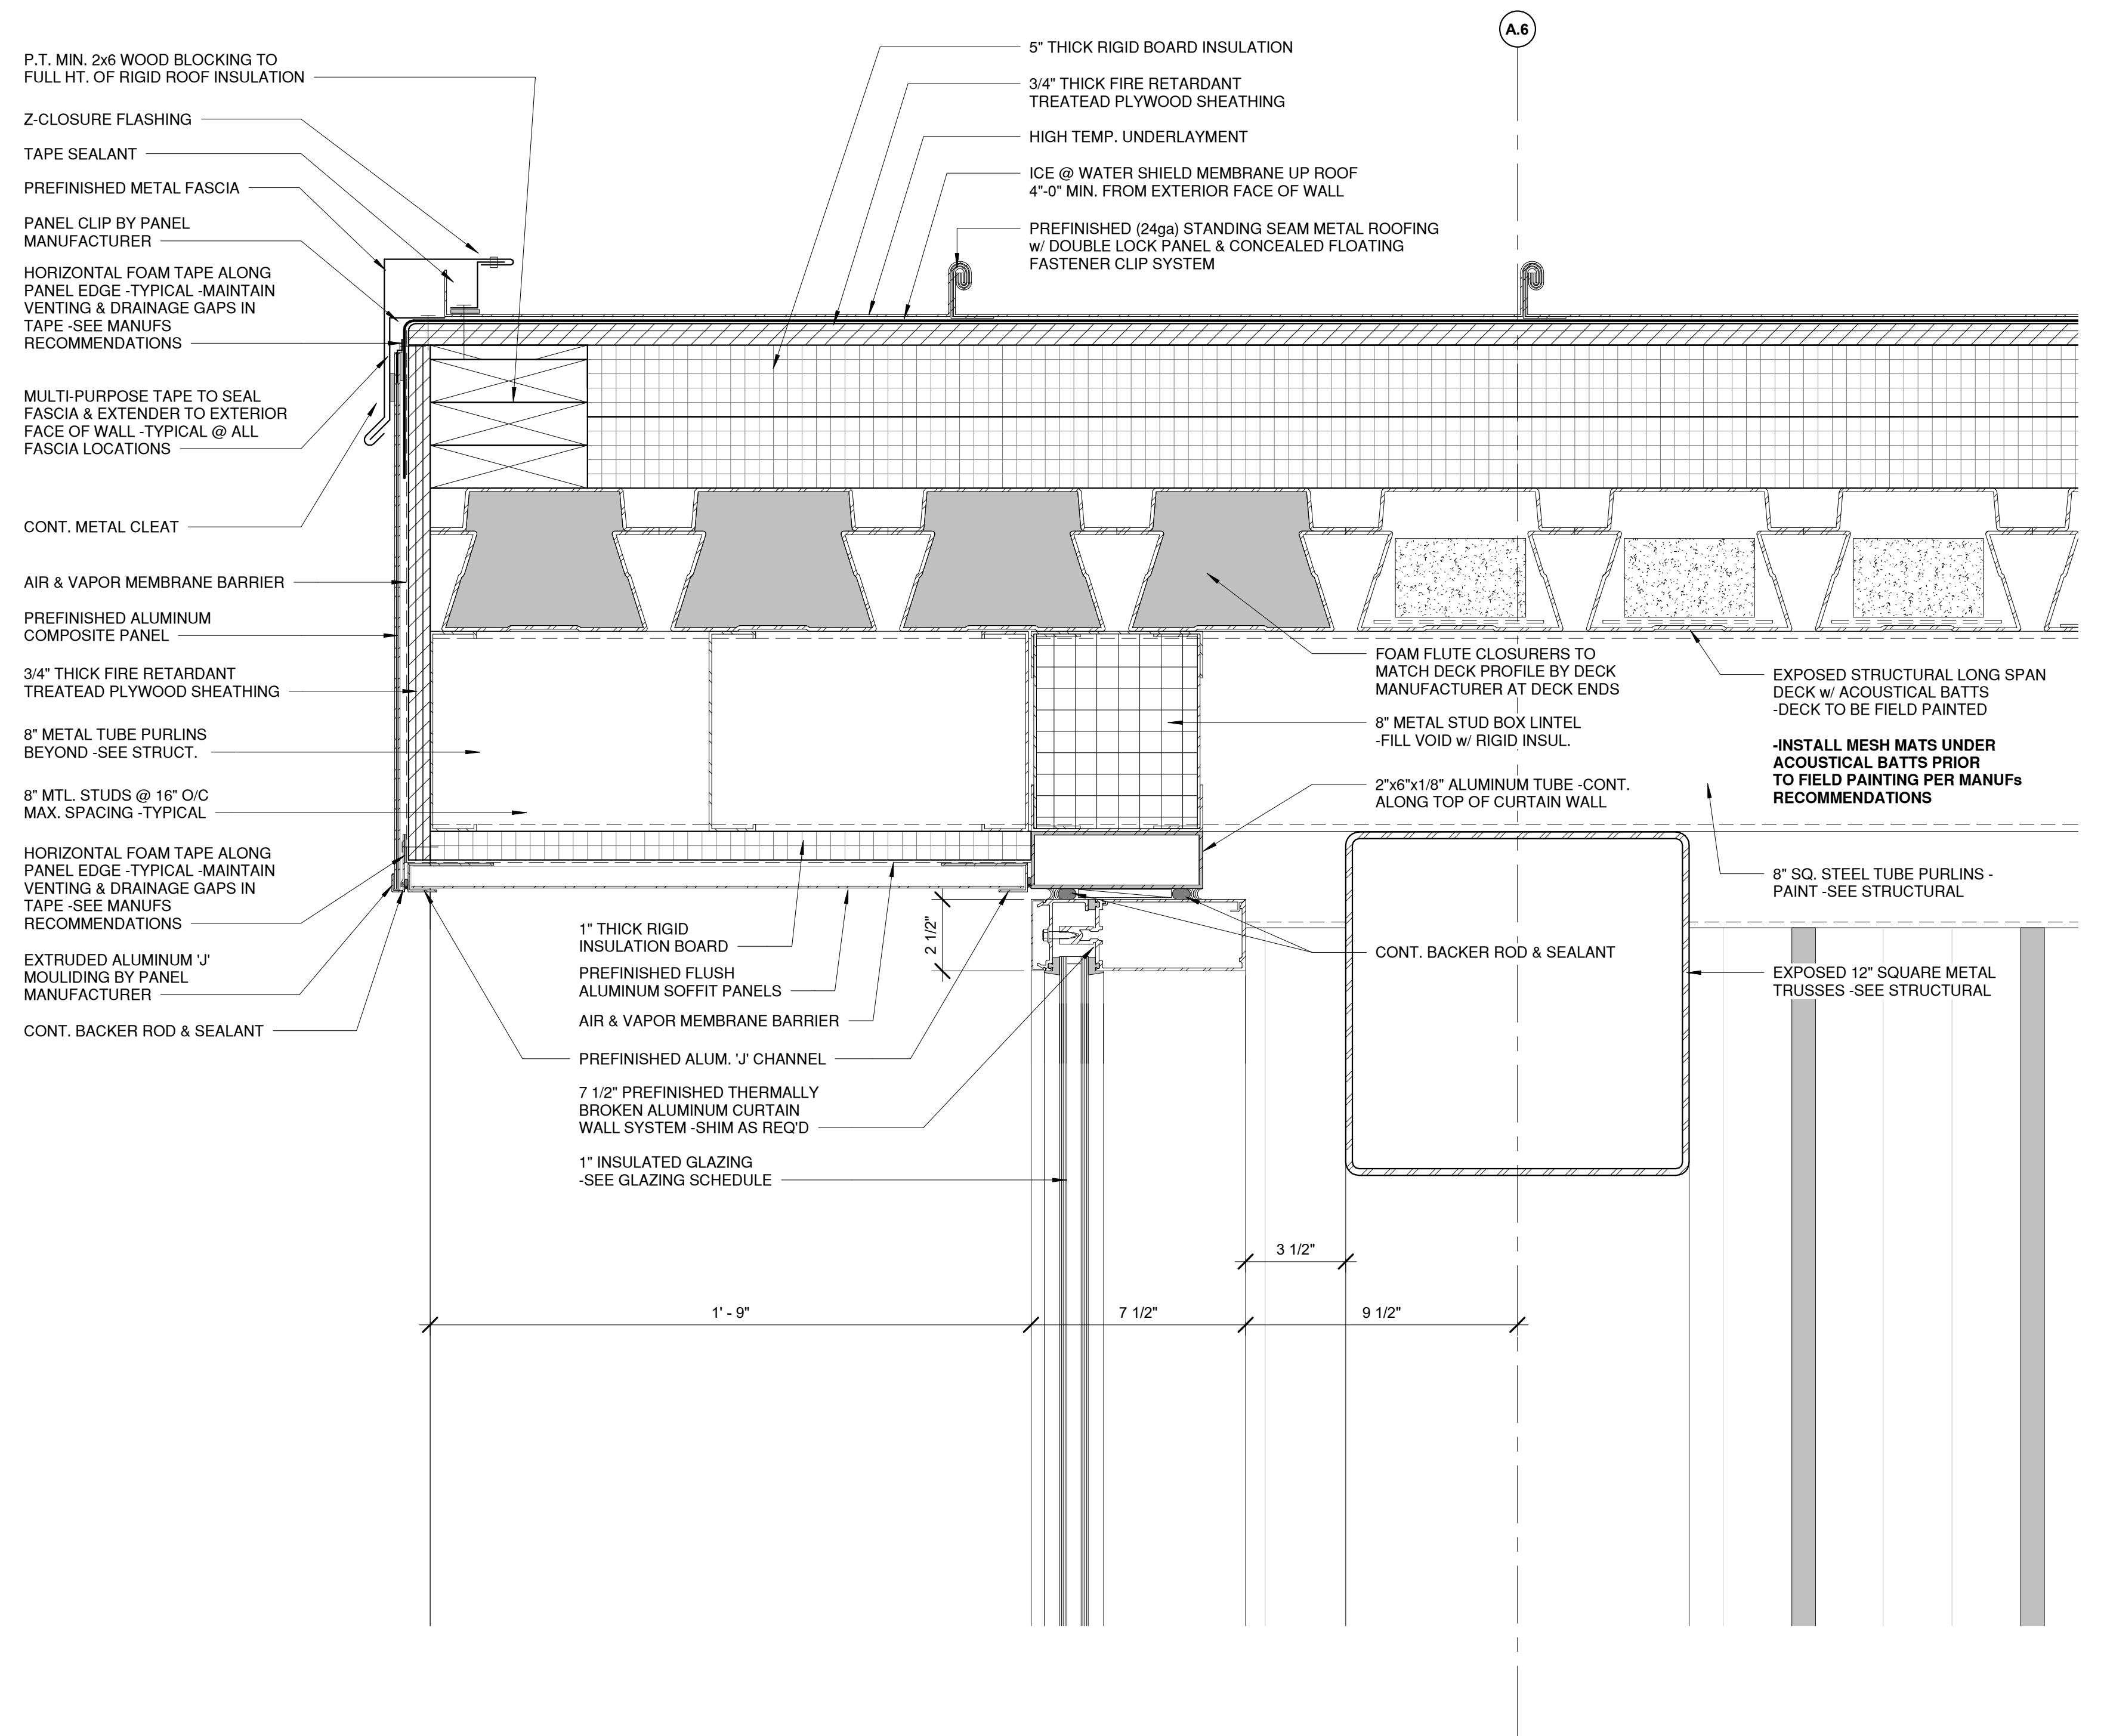 P.T. MIN. 2x6 WOOD BLOCKING TO
FULL HT. OF RIGID ROOF INSULATION
Z-CLOSURE FLASHING
TAPE SEALANT
PREFINISHED METAL FASCIA
PANEL CLIP BY PANEL
MANUFACTURER
HORIZONTAL FOAM TAPE ALONG
PANEL EDGE -TYPICAL -MAINTAIN
VENTING & DRAINAGE GAPS IN
TAPE -SEE MANUFS
RECOMMENDATIONS
MULTI-PURPOSE TAPE TO SEAL
FASCIA & EXTENDER TO EXTERIOR
FACE OF WALL -TYPICAL @ ALL
FASCIA LOCATIONS
CONT. METAL CLEAT
AIR & VAPOR MEMBRANE BARRIER
PREFINISHED ALUMINUM
COMPOSITE PANEL
3/4" THICK FIRE RETARDANT
TREATEAD PLYWOOD SHEATHING
8" METAL TUBE PURLINS
BEYOND -SEE STRUCT.
8" MTL. STUDS @ 16" O/C
MAX. SPACING -TYPICAL
HORIZONTAL FOAM TAPE ALONG
PANEL EDGE -TYPICAL -MAINTAIN
VENTING & DRAINAGE GAPS IN
TAPE -SEE MANUFS
RECOMMENDATIONS
EXTRUDED ALUMINUM 'J'
MOULIDING BY PANEL
MANUFACTURER
CONT. BACKER ROD & SEALANT
5" THICK RIGID BOARD INSULATION
3/4" THICK FIRE RETARDANT
TREATEAD PLYWOOD SHEATHING
HIGH TEMP. UNDERLAYMENT
ICE @ WATER SHIELD MEMBRANE UP ROOF
4"-0" MIN. FROM EXTERIOR FACE OF WALL
PREFINISHED (24ga) STANDING SEAM METAL ROOFING
w/ DOUBLE LOCK PANEL & CONCEALED FLOATING
FASTENER CLIP SYSTEM
A.6
FOAM FLUTE CLOSURERS TO
MATCH DECK PROFILE BY DECK
MANUFACTURER AT DECK ENDS
8" METAL STUD BOX LINTEL
-FILL VOID w/ RIGID INSUL.
2"x6"x1/8" ALUMINUM TUBE -CONT.
ALONG TOP OF CURTAIN WALL
CONT. BACKER ROD & SEALANT
EXPOSED STRUCTURAL LONG SPAN
DECK w/ ACOUSTICAL BATTS
-DECK TO BE FIELD PAINTED
-INSTALL MESH MATS UNDER
ACOUSTICAL BATTS PRIOR
TO FIELD PAINTING PER MANUFs
RECOMMENDATIONS
8" SQ. STEEL TUBE PURLINS -
PAINT -SEE STRUCTURAL
EXPOSED 12" SQUARE METAL
TRUSSES -SEE STRUCTURAL
1" THICK RIGID
INSULATION BOARD
PREFINISHED FLUSH
ALUMINUM SOFFIT PANELS
AIR & VAPOR MEMBRANE BARRIER
PREFINISHED ALUM. 'J' CHANNEL
7 1/2" PREFINISHED THERMALLY
BROKEN ALUMINUM CURTAIN
WALL SYSTEM -SHIM AS REQ'D
1" INSULATED GLAZING
-SEE GLAZING SCHEDULE
2 1/2"
3 1/2"
1' - 9"
7 1/2"
9 1/2"